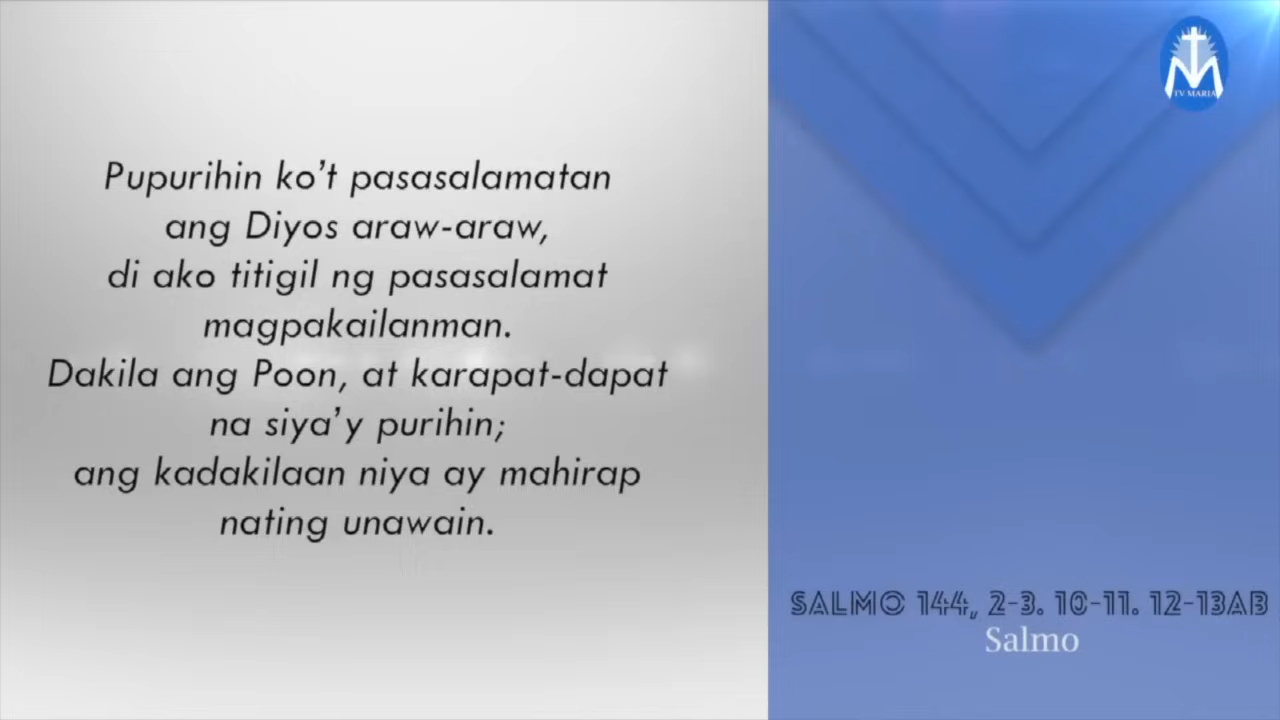 Pupurihin ko’t pasasalamatan
ang Diyos araw-araw,
di ako titigil ng pasasalamat
magpakailanman.
Dakila ang Poon, at karapat-dapat
na siya’y purihin;
ang kadakilaan niya ay mahirap
nating unawain.
TV MARIA
SALMO 144, 2-3. 10-11. 12-13AB
Salmo